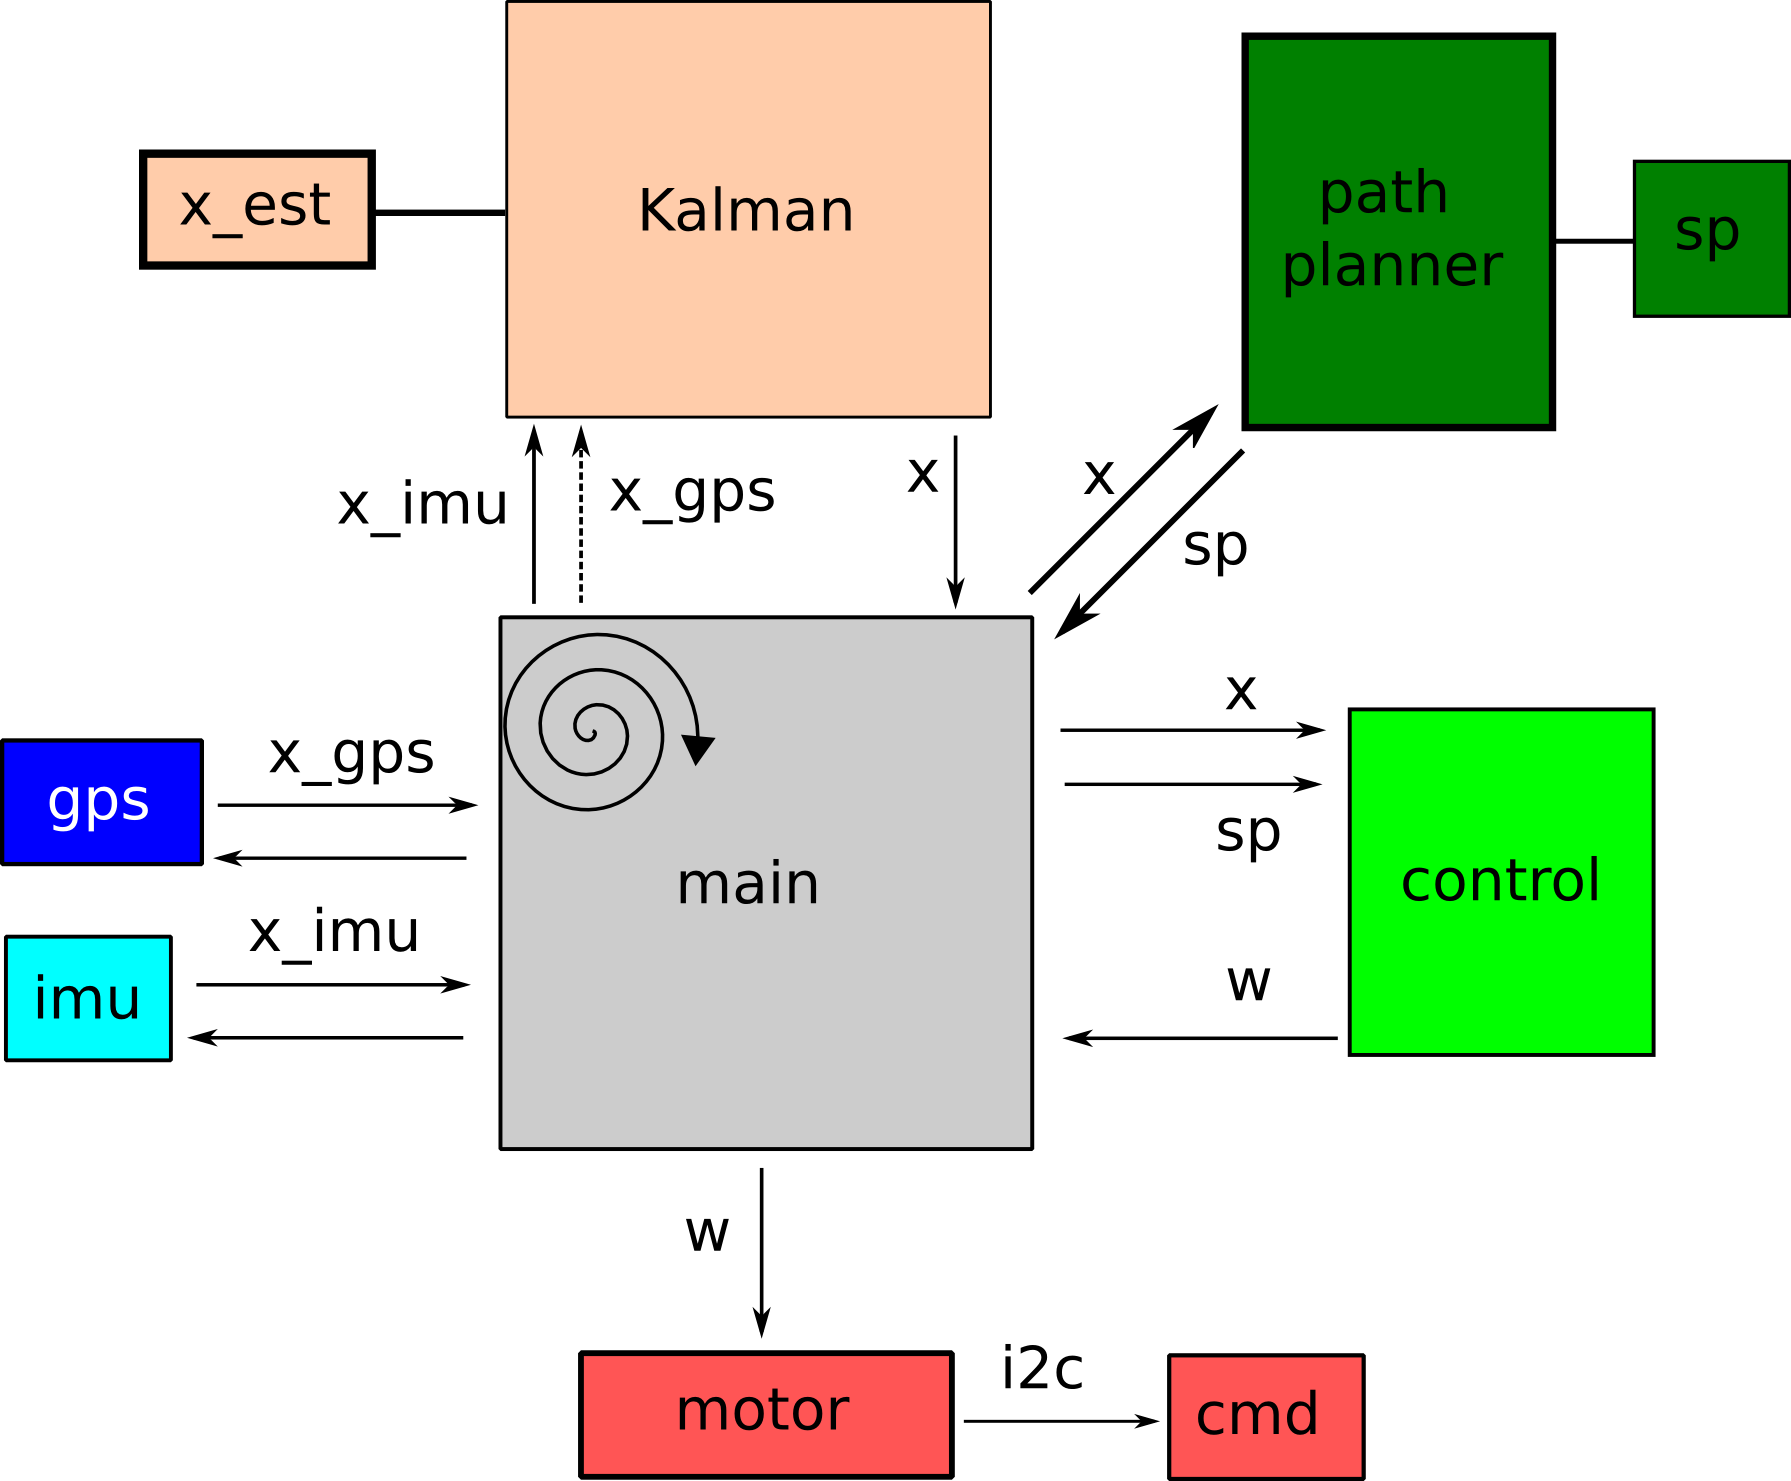 x_est
Kalman
path
planner
sp
x_imu
x_gps
x
x
sp
gps
x_gps
imu
x_imu
main
x
sp
control
w
w
motor
i2c
cmd